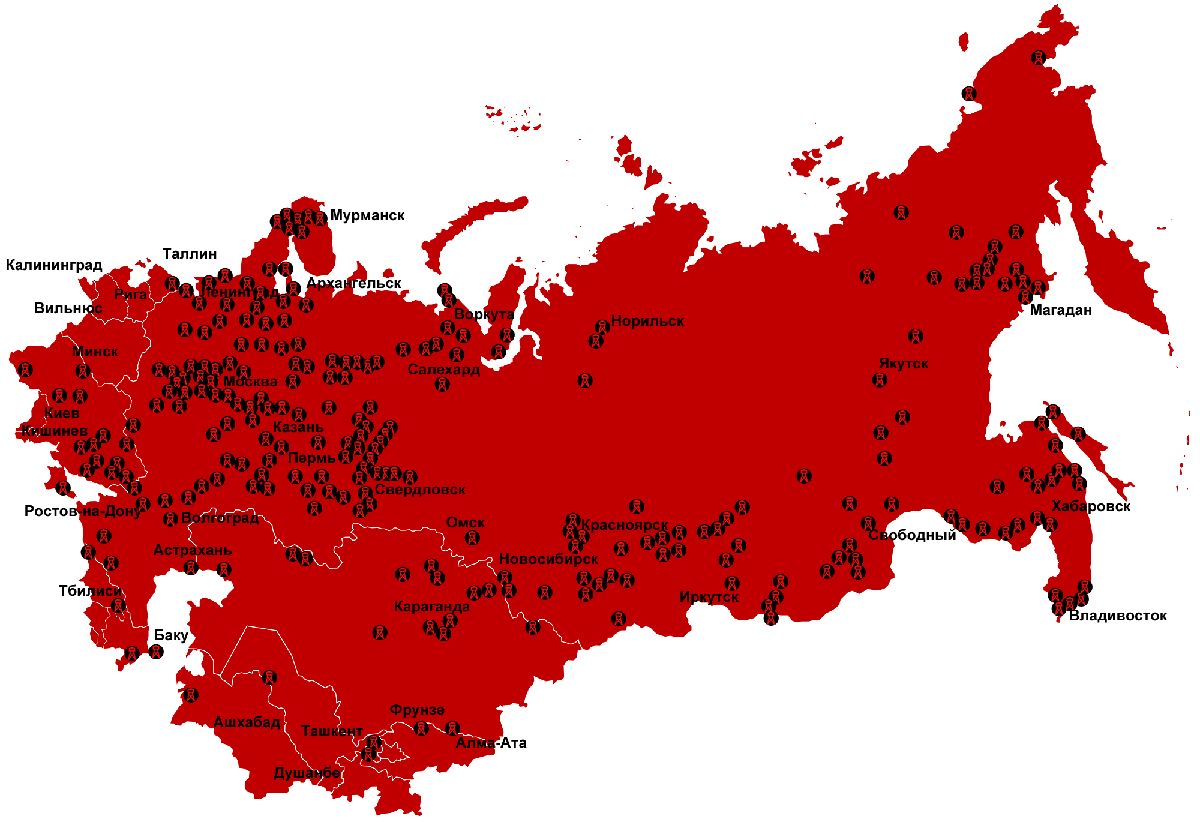 Мурманск
Таллин
Калининград
Архангельск
Ленинград
Рига
Вильнюс
Воркута
Норильск
Магадан
Минск
Якутск
Салехард
Москва
Киев
Казань
Кишинев
Пермь
Свердловск
Ростов-на-Дону
Хабаровск
Волгоград
Омск
Красноярск
Свободный
Астрахань
Новосибирск
Тбилиси
Иркутск
Караганда
Владивосток
Баку
Фрунзе
Ашхабад
Ташкент
Алма-Ата
Душанбе